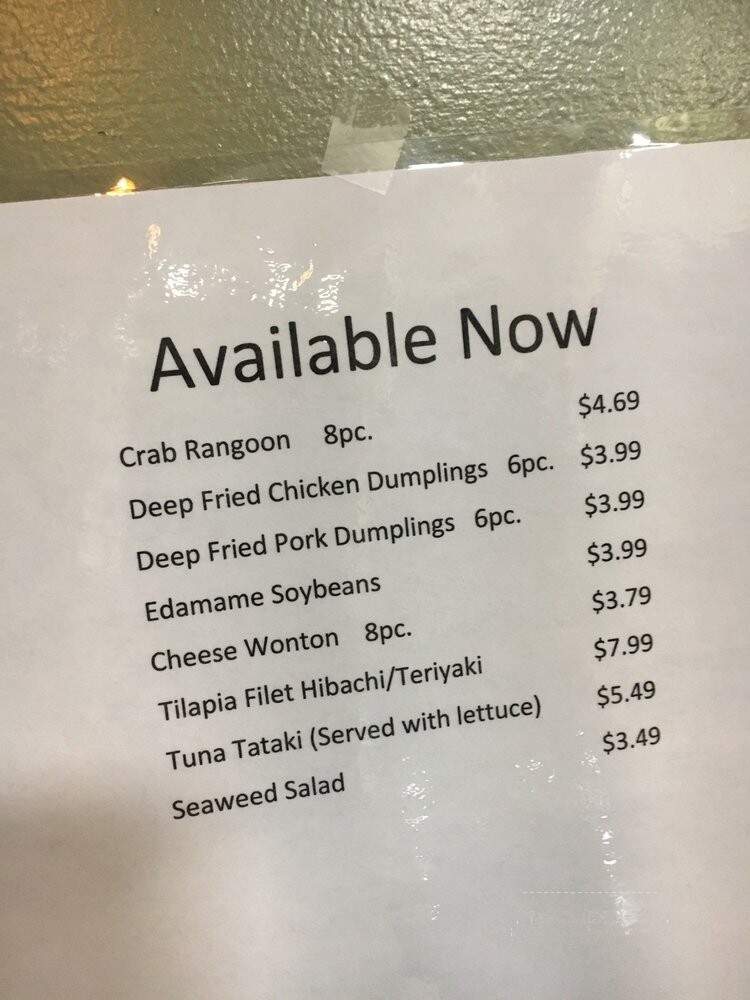 Available Now
Crab Rangoon 8pc. $4.69
Deep Fried Chicken Dumplings 6pc. $3.99
Deep Fried Pork Dumplings 6pc. $3.99
Edamame Soybeans $3.99
Cheese Wonton 8pc. $3.79
Tilapia Filet Hibachi/Teriyaki $7.99
Tuna Tataki (Served with lettuce) $5.49
Seaweed Salad $3.49